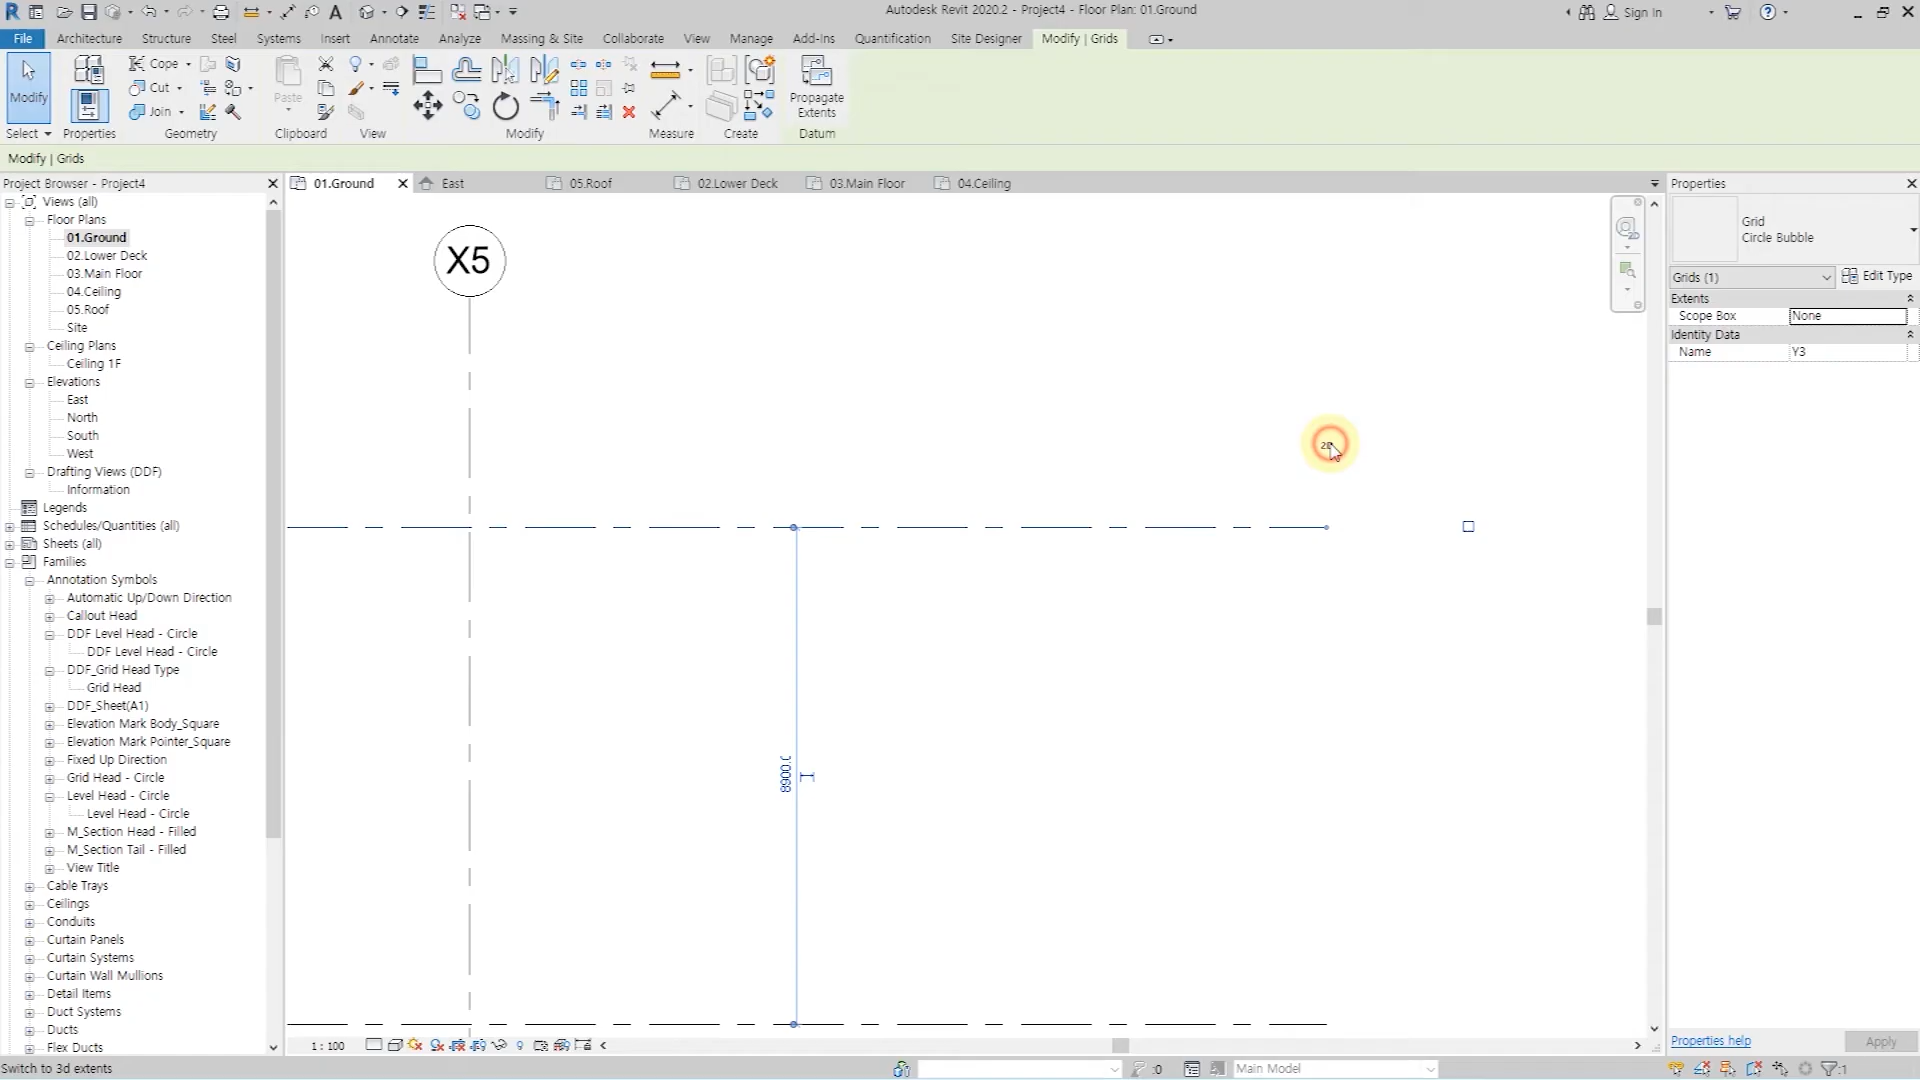 Autodesk Revit 2020.2 - Project4 - Floor Plan: 01.Ground
Sign In
File
Architecture
Structure
Steel
Systems
Insert
Annotate
Analyze
Massing & Site
Collaborate
View
Manage
Add-Ins
Quantification
Site Designer
Modify | Grids
Modify
Cope
Cut
Join
Paste
Propagate
Extents
Select
Properties
Geometry
Clipboard
View
Modify
Measure
Create
Datum
Modify | Grids
Project Browser - Project4
Views (all)
Floor Plans
01.Ground
02.Lower Deck
03.Main Floor
04.Ceiling
05.Roof
Site
Ceiling Plans
Ceiling 1F
Elevations
East
North
South
West
Drafting Views (DDF)
Information
Legends
Schedules/Quantities (all)
Sheets (all)
Families
Annotation Symbols
Automatic Up/Down Direction
Callout Head
DDF Level Head - Circle
DDF Level Head - Circle
DDF_Grid Head Type
Grid Head
DDF_Sheet(A1)
Elevation Mark Body_Square
Elevation Mark Pointer_Square
Fixed Up Direction
Grid Head - Circle
Level Head - Circle
Level Head - Circle
M_Section Head - Filled
M_Section Tail - Filled
View Title
Cable Trays
Ceilings
Conduits
Curtain Panels
Curtain Systems
Curtain Wall Mullions
Detail Items
Duct Systems
Ducts
Flex Ducts
01.Ground
East
05.Roof
02.Lower Deck
03.Main Floor
04.Ceiling
X5
8900.0
1 : 100
Properties
Grid
Circle Bubble
Grids (1)
Edit Type
Extents
Scope Box
None
Identity Data
Name
Y3
Properties help
Apply
Switch to 3d extents
:0
Main Model
:1